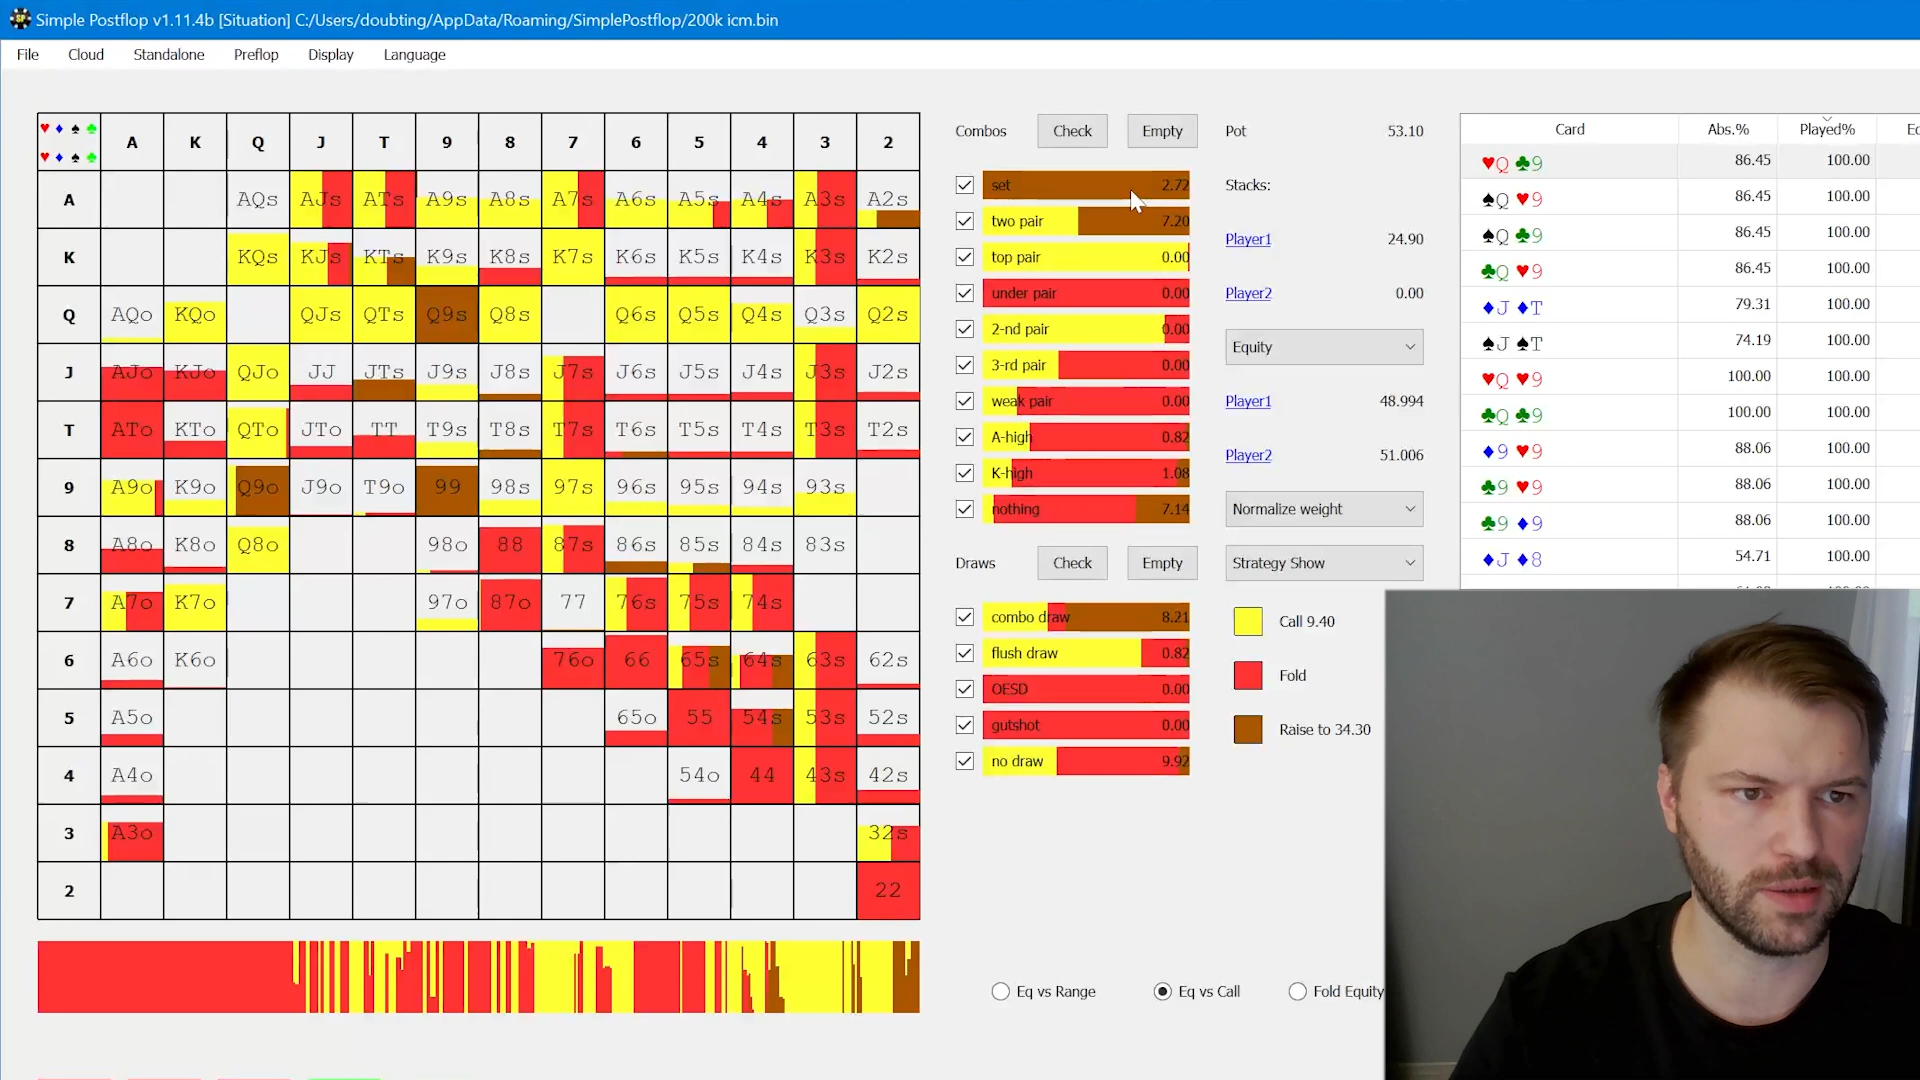 Simple Postflop v1.11.4b [Situation] C:/Users/doubting/AppData/Roaming/SimplePostflop/200k icm.bin
File Cloud Standalone Preflop Display Language
♥ ♦ ♠ ♣
♥ ♦ ♠ ♣
A K Q J T 9 8 7 6 5 4 3 2
A AQs AJs ATs A9s A8s A7s A6s A5s A4s A3s A2s
K KQs KJs KTs K9s K8s K7s K6s K5s K4s K3s K2s
Q AQo KQo QJs QTs Q9s Q8s Q6s Q5s Q4s Q3s Q2s
J AJo KJo QJo JJ JTs J9s J8s J7s J6s J5s J4s J3s J2s
T ATo KTo QTo JTo TT T9s T8s T7s T6s T5s T4s T3s T2s
9 A9o K9o Q9o J9o T9o 99 98s 97s 96s 95s 94s 93s
8 A8o K8o Q8o 98o 88 87s 86s 85s 84s 83s
7 A7o K7o 97o 87o 77 76s 75s 74s
6 A6o K6o 76o 66 65s 64s 63s 62s
5 A5o 65o 55 54s 53s 52s
4 A4o 54o 44 43s 42s
3 A3o 32s
2 22
Combos Check Empty
set 2.72
two pair 7.20
top pair 0.00
under pair 0.00
2-nd pair 0.00
3-rd pair 0.00
weak pair 0.00
A-high 0.82
K-high 1.08
nothing 7.14
Draws Check Empty
combo draw 8.21
flush draw 0.82
OESD 0.00
gutshot 0.00
no draw 9.92
Pot 53.10
Stacks:
Player1 24.90
Player2 0.00
Equity
Player1 48.994
Player2 51.006
Normalize weight
Strategy Show
Call 9.40
Fold
Raise to 34.30
Eq vs Range Eq vs Call Fold Equity
Card Abs.% Played%
♥Q ♣9 86.45 100.00
♠Q ♥9 86.45 100.00
♠Q ♣9 86.45 100.00
♣Q ♥9 86.45 100.00
♦J ♦T 79.31 100.00
♠J ♠T 74.19 100.00
♥Q ♥9 100.00 100.00
♣Q ♣9 100.00 100.00
♦9 ♥9 88.06 100.00
♣9 ♥9 88.06 100.00
♣9 ♦9 88.06 100.00
♦J ♦8 54.71 100.00